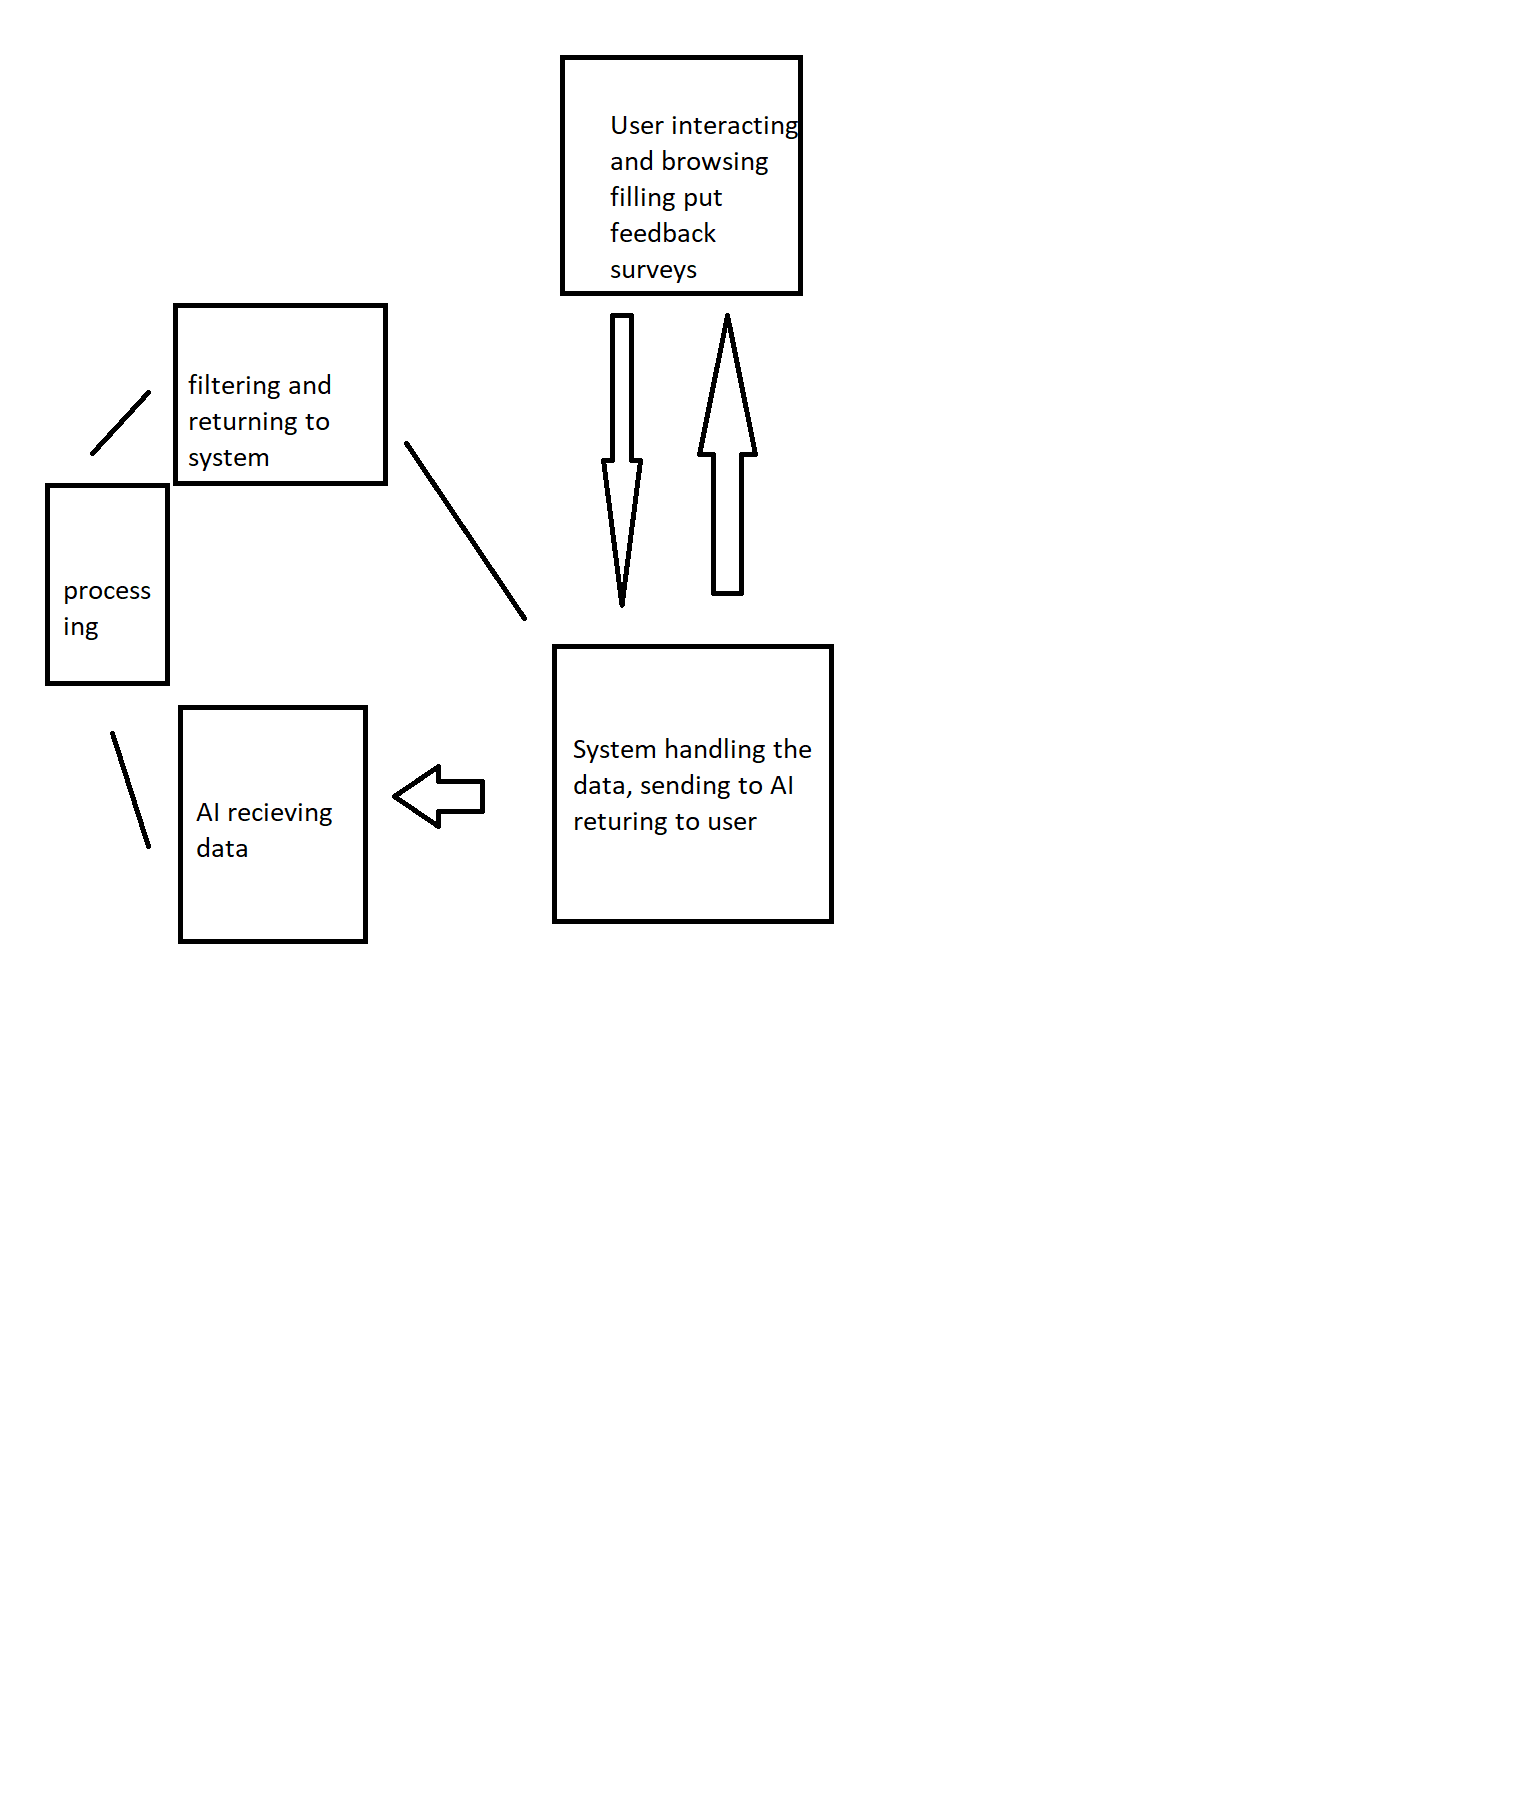 User interacting
and browsing
filling put
feedback
surveys
filtering and
returning to
system
process
ing
System handling the
data, sending to AI
returing to user
AI recieving
data